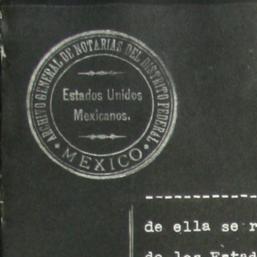 ARCHIVO GENERAL DE NOTARIAS DEL DISTRITO FEDERAL
Estados Unidos
Mexicanos.
• MEXICO •
de ella se r
de los Estad